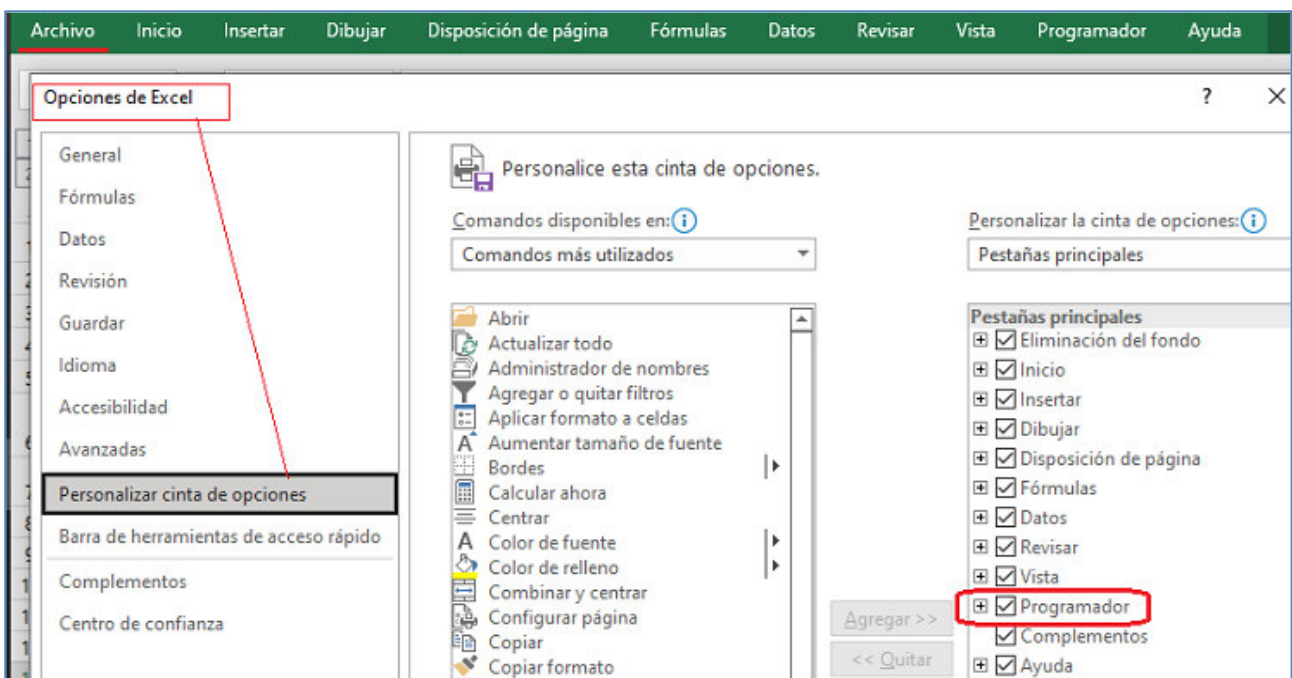 Archivo Inicio Insertar Dibujar Disposición de página Fórmulas Datos Revisar Vista Programador Ayuda
Opciones de Excel ?
General
Fórmulas
Datos
Revisión
Guardar
Idioma
Accesibilidad
Avanzadas
Personalizar cinta de opciones
Barra de herramientas de acceso rápido
Complementos
Centro de confianza
Personalice esta cinta de opciones.
Comandos disponibles en:
Comandos más utilizados
Abrir
Actualizar todo
Administrador de nombres
Agregar o quitar filtros
Aplicar formato a celdas
Aumentar tamaño de fuente
Bordes
Calcular ahora
Centrar
Color de fuente
Color de relleno
Combinar y centrar
Configurar página
Copiar
Copiar formato
Agregar >>
<< Quitar
Personalizar la cinta de opciones:
Pestañas principales
Pestañas principales
Eliminación del fondo
Inicio
Insertar
Dibujar
Disposición de página
Fórmulas
Datos
Revisar
Vista
Programador
Complementos
Ayuda